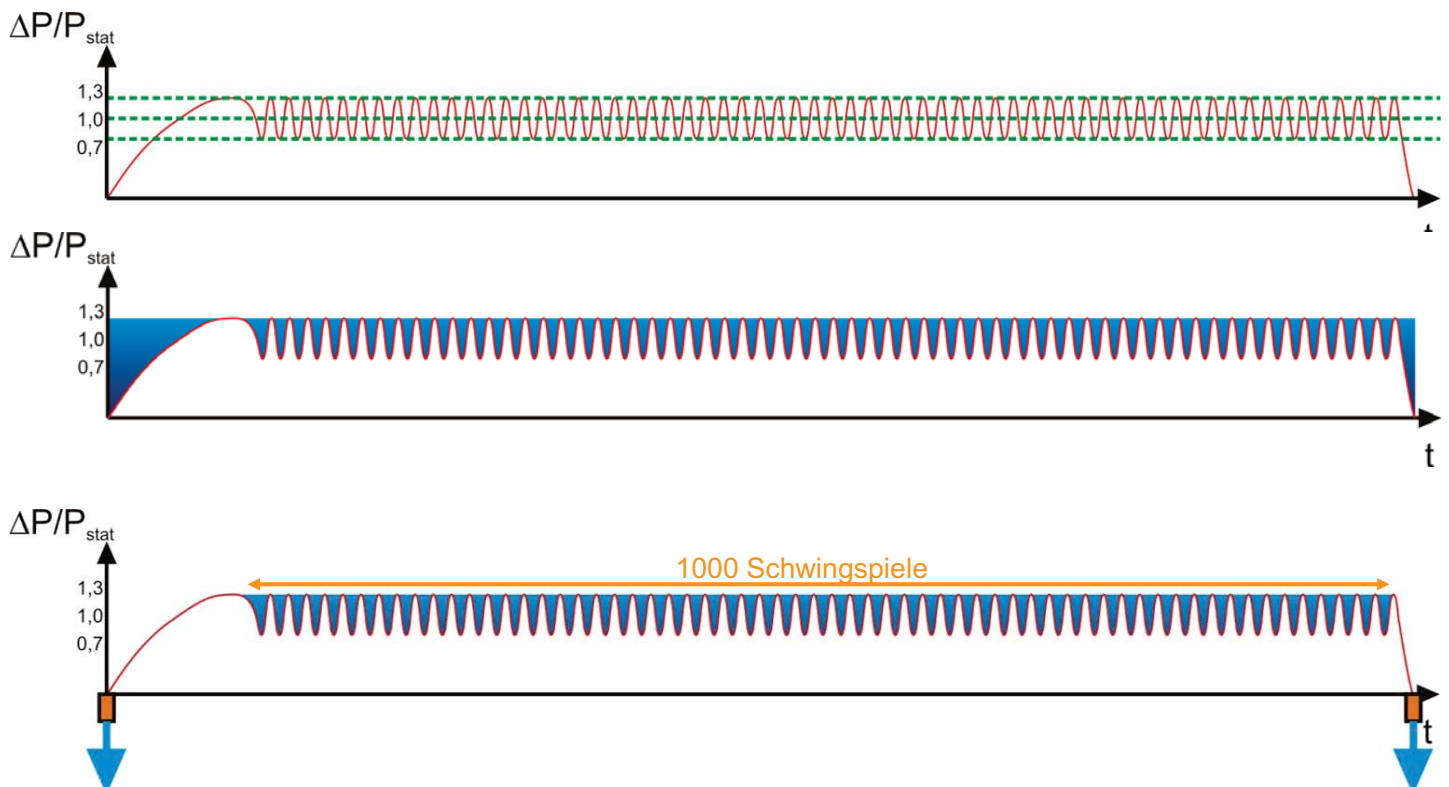 ΔP/Pstat
1,3
1,0
0,7
t
ΔP/Pstat
1,3
1,0
0,7
t
ΔP/Pstat
1000 Schwingspiele
1,3
1,0
0,7
t